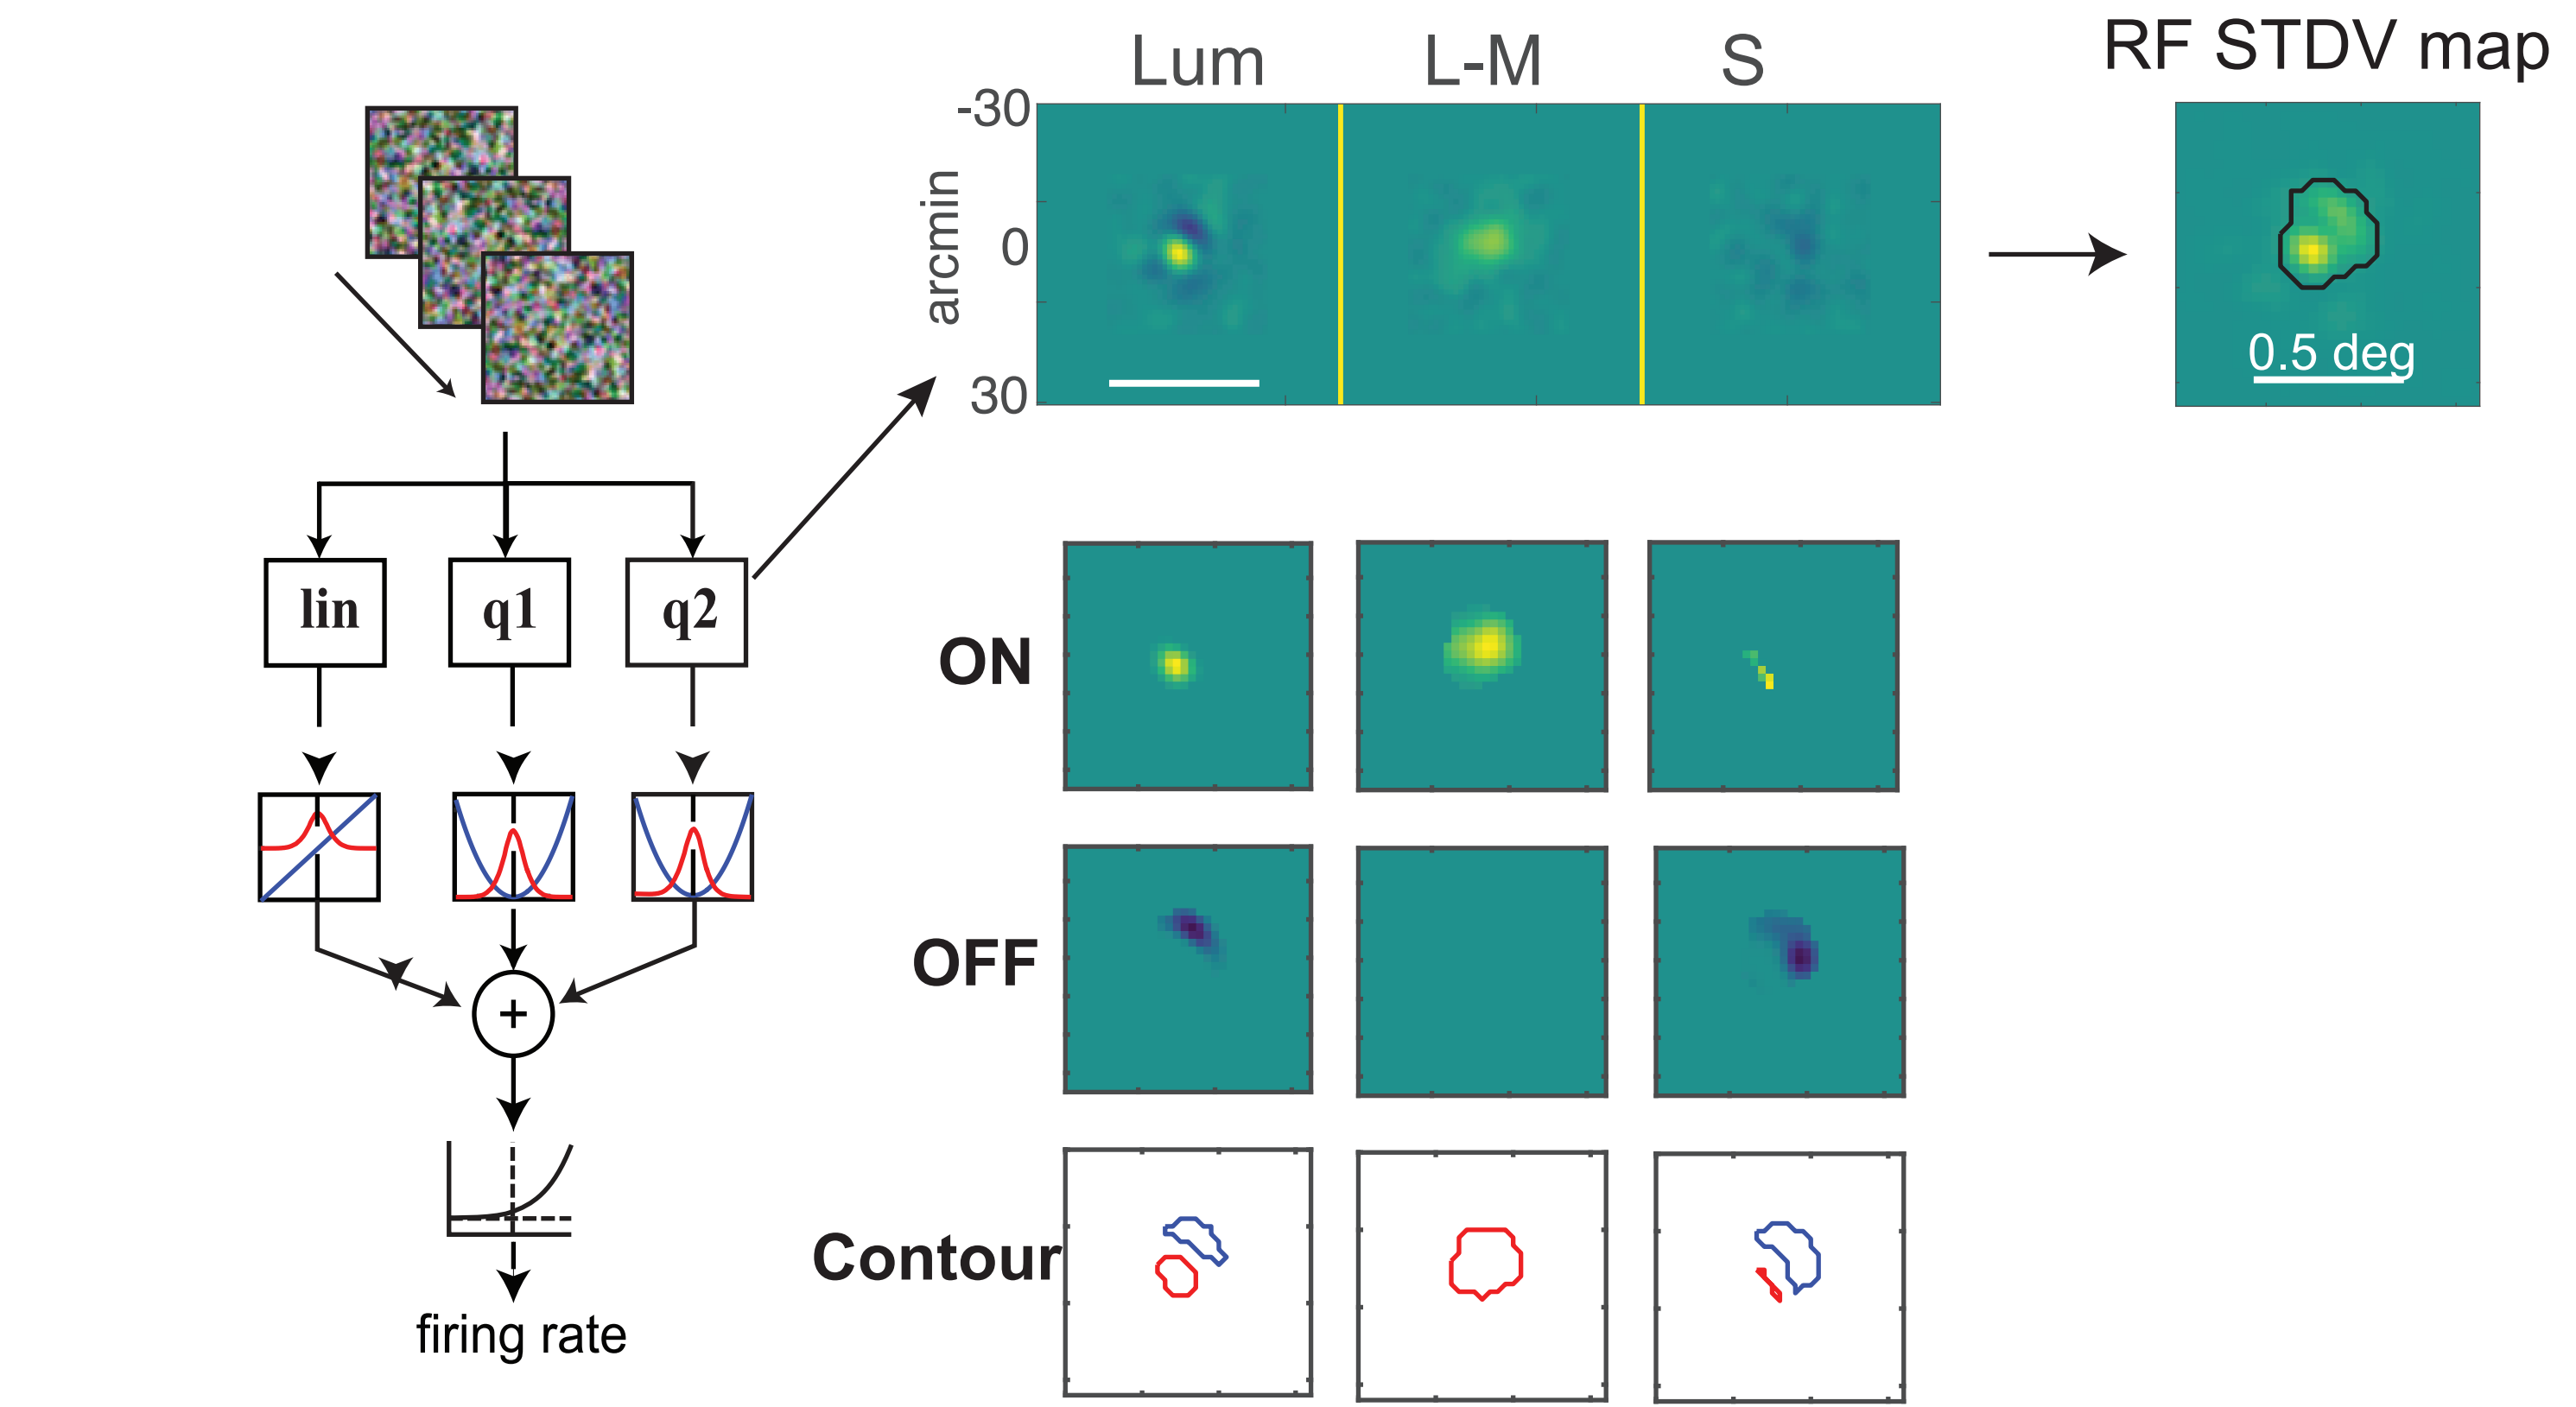 Lum L-M S
RF STDV map
-30
0
30
arcmin
0.5 deg
lin q1 q2
ON
OFF
+
Contour
firing rate